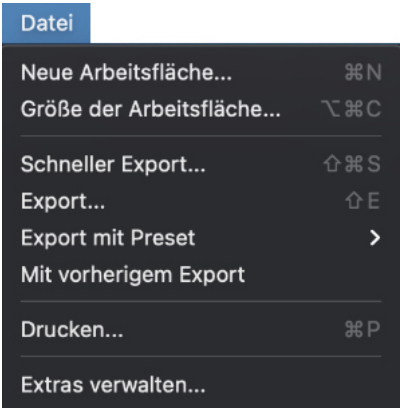 Datei
Neue Arbeitsfläche... ⌘N
Größe der Arbeitsfläche... ⌥⌘C
Schneller Export... ⇧⌘S
Export... ⇧E
Export mit Preset
Mit vorherigem Export
Drucken... ⌘P
Extras verwalten...